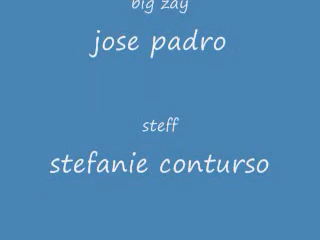 big zay
jose padro
steff
stefanie conturso